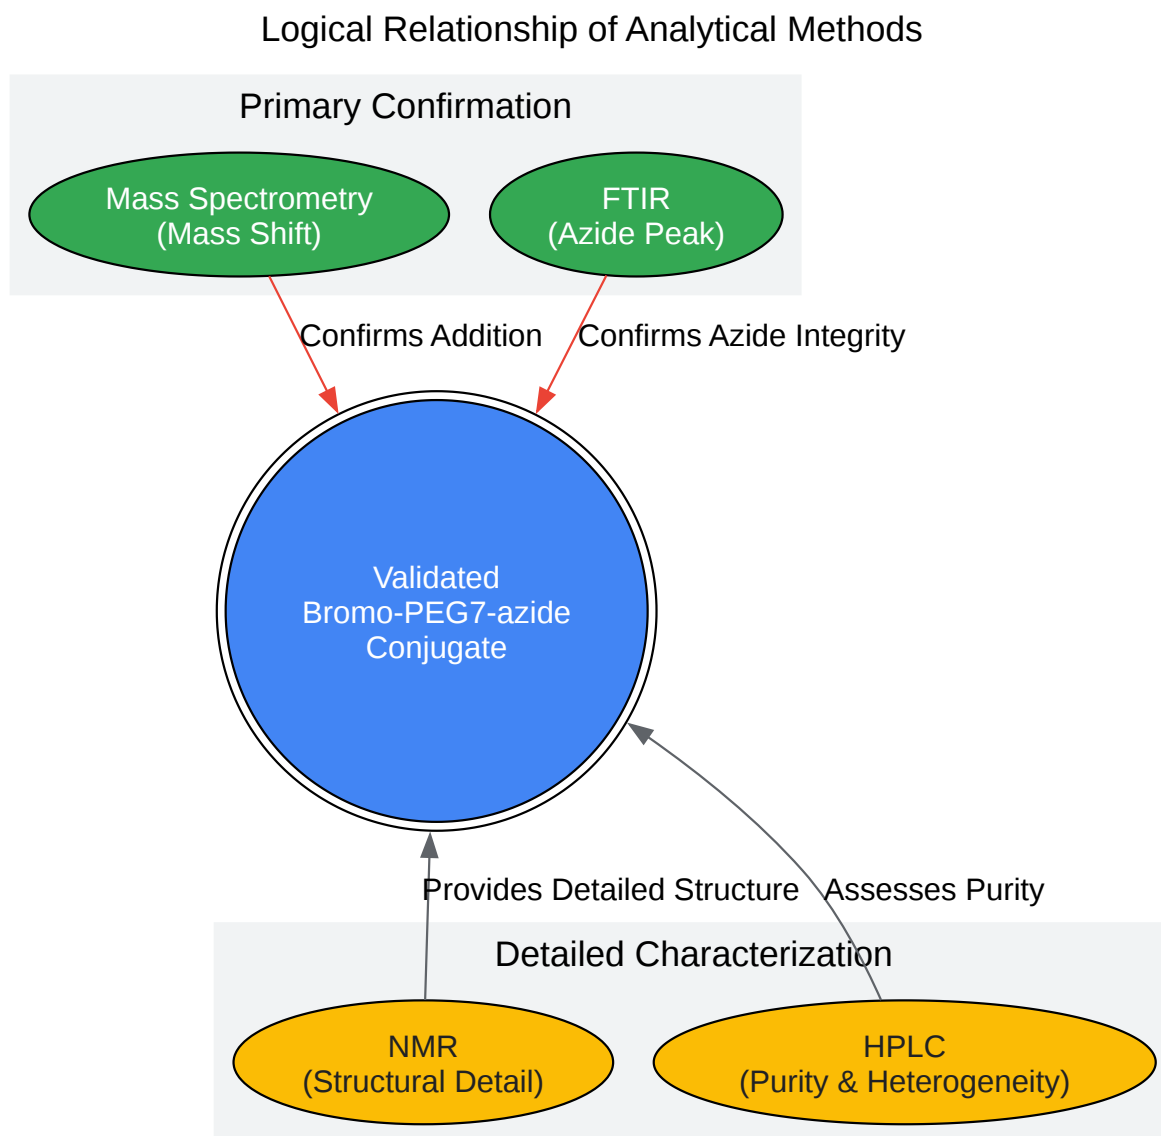 Logical Relationship of Analytical Methods
Primary Confirmation
Mass Spectrometry
(Mass Shift)
FTIR
(Azide Peak)
Confirms Addition
Confirms Azide Integrity
Validated
Bromo-PEG7-azide
Conjugate
Provides Detailed Structure
Assesses Purity
Detailed Characterization
NMR
(Structural Detail)
HPLC
(Purity & Heterogeneity)